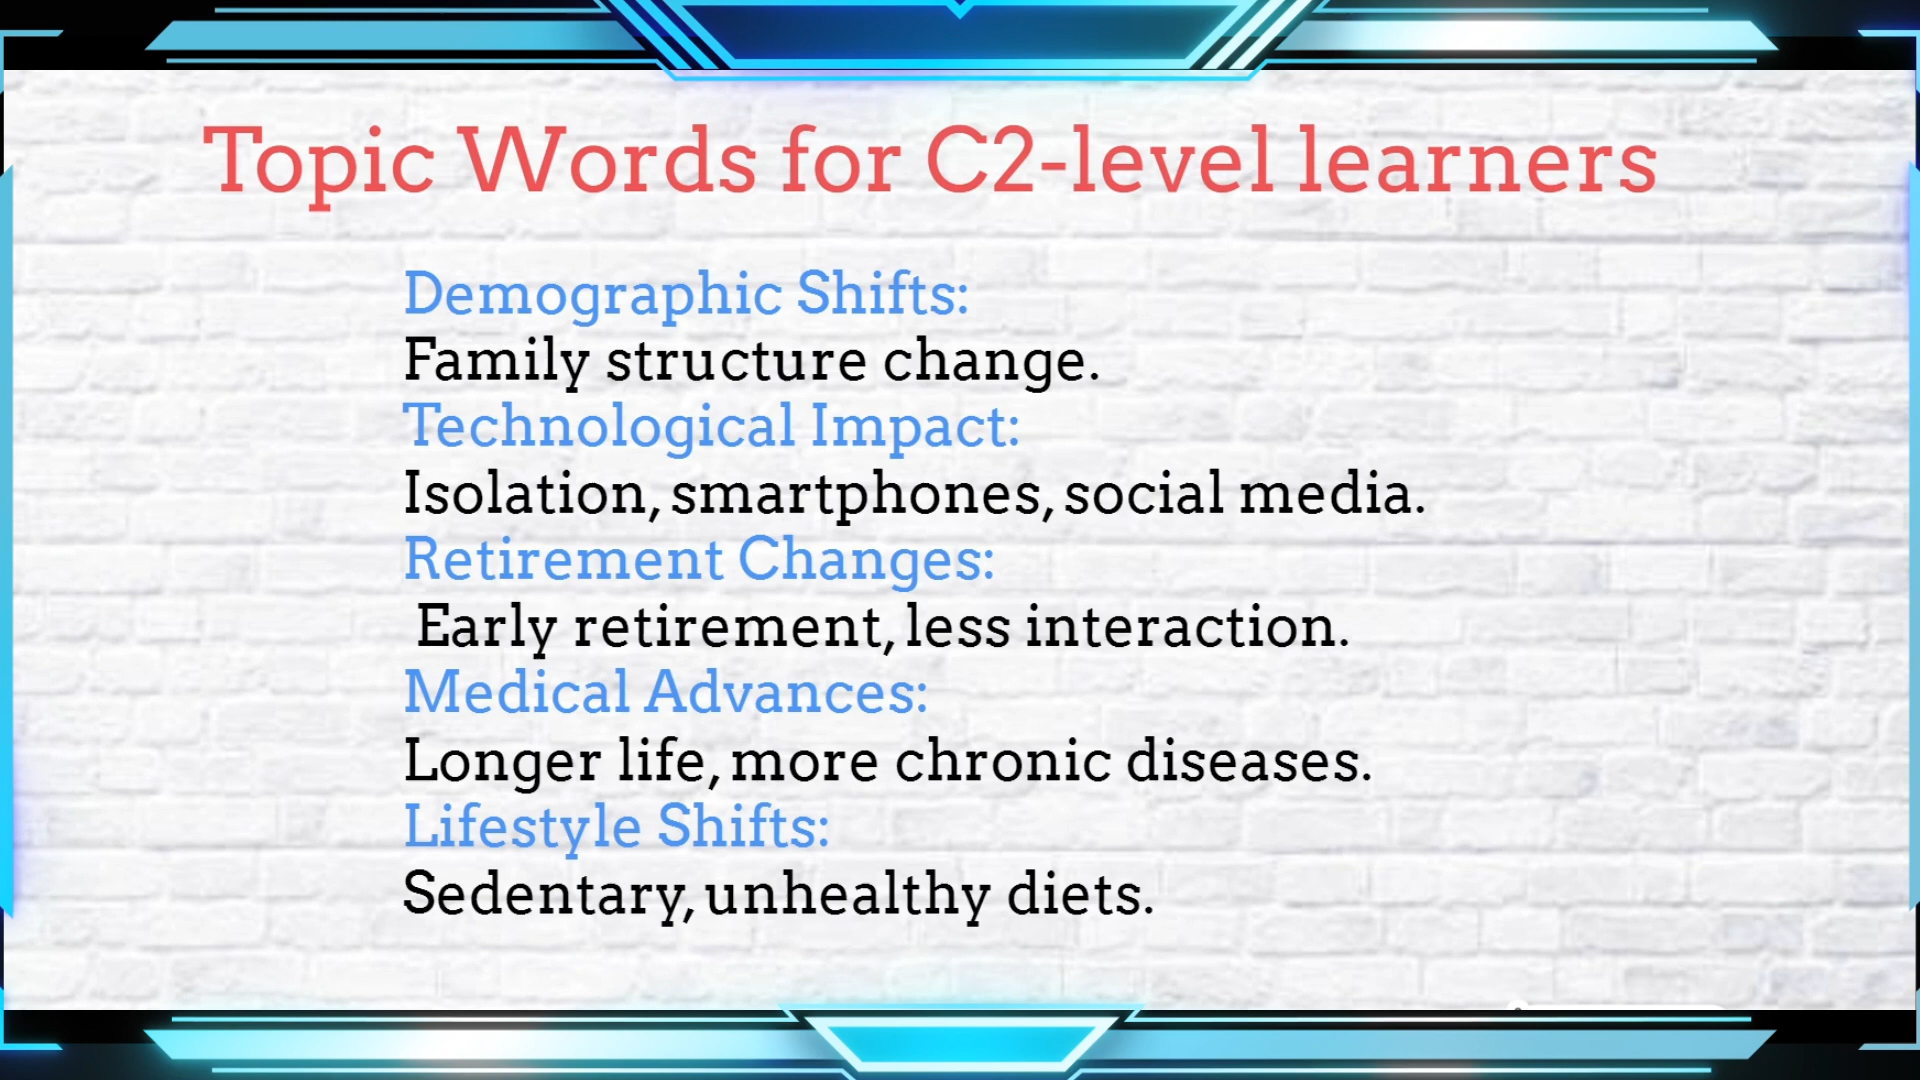 Topic Words for C2-level learners
Demographic Shifts:
Family structure change.
Technological Impact:
Isolation, smartphones, social media.
Retirement Changes:
Early retirement, less interaction.
Medical Advances:
Longer life, more chronic diseases.
Lifestyle Shifts:
Sedentary, unhealthy diets.